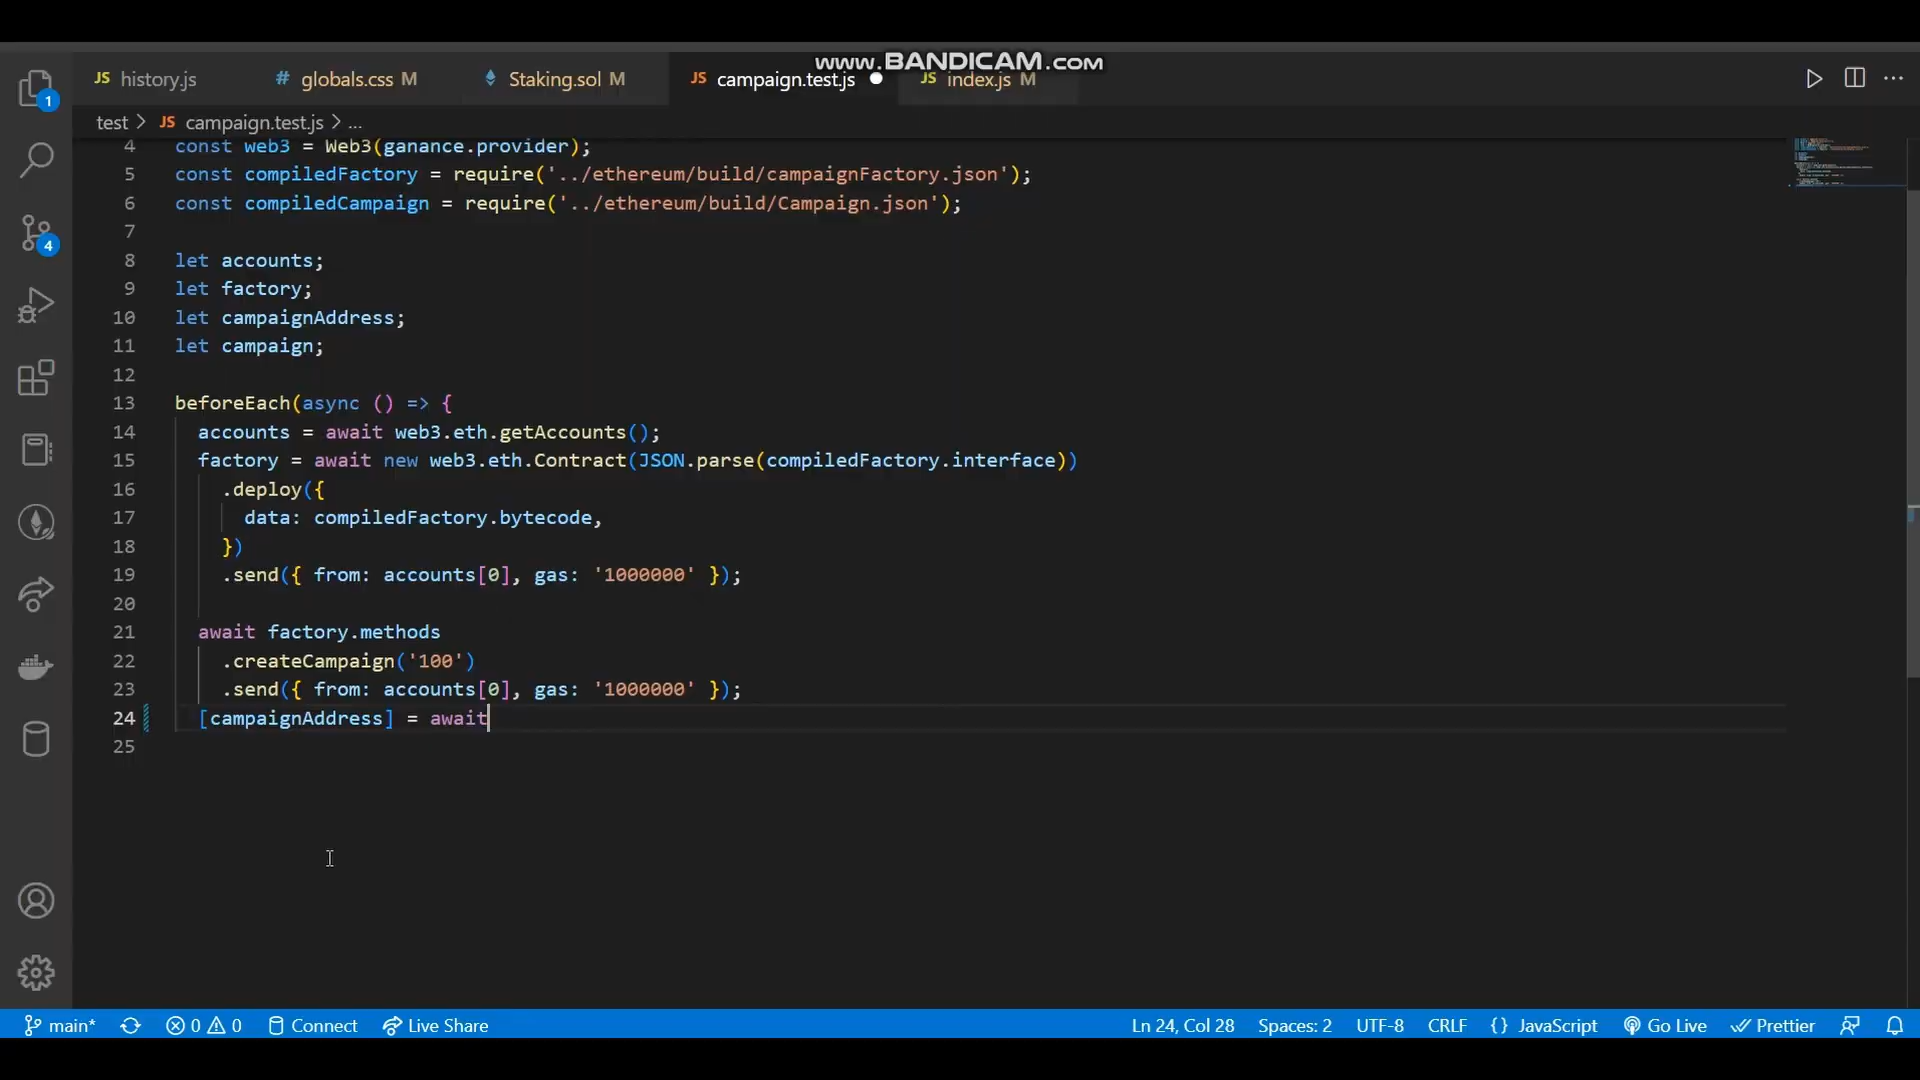 www.BANDICAM.com
JS history.js # globals.css M Staking.sol M JS campaign.test.js JS index.js M
test > JS campaign.test.js > ...
4 const web3 = Web3(ganance.provider);
5 const compiledFactory = require('../ethereum/build/campaignFactory.json');
6 const compiledCampaign = require('../ethereum/build/Campaign.json');
7
8 let accounts;
9 let factory;
10 let campaignAddress;
11 let campaign;
12
13 beforeEach(async () => {
14 accounts = await web3.eth.getAccounts();
15 factory = await new web3.eth.Contract(JSON.parse(compiledFactory.interface))
16 .deploy({
17 data: compiledFactory.bytecode,
18 })
19 .send({ from: accounts[0], gas: '1000000' });
20
21 await factory.methods
22 .createCampaign('100')
23 .send({ from: accounts[0], gas: '1000000' });
24 [campaignAddress] = await
25
1
4
main* 0 0 Connect Live Share Ln 24, Col 28 Spaces: 2 UTF-8 CRLF {} JavaScript Go Live Prettier